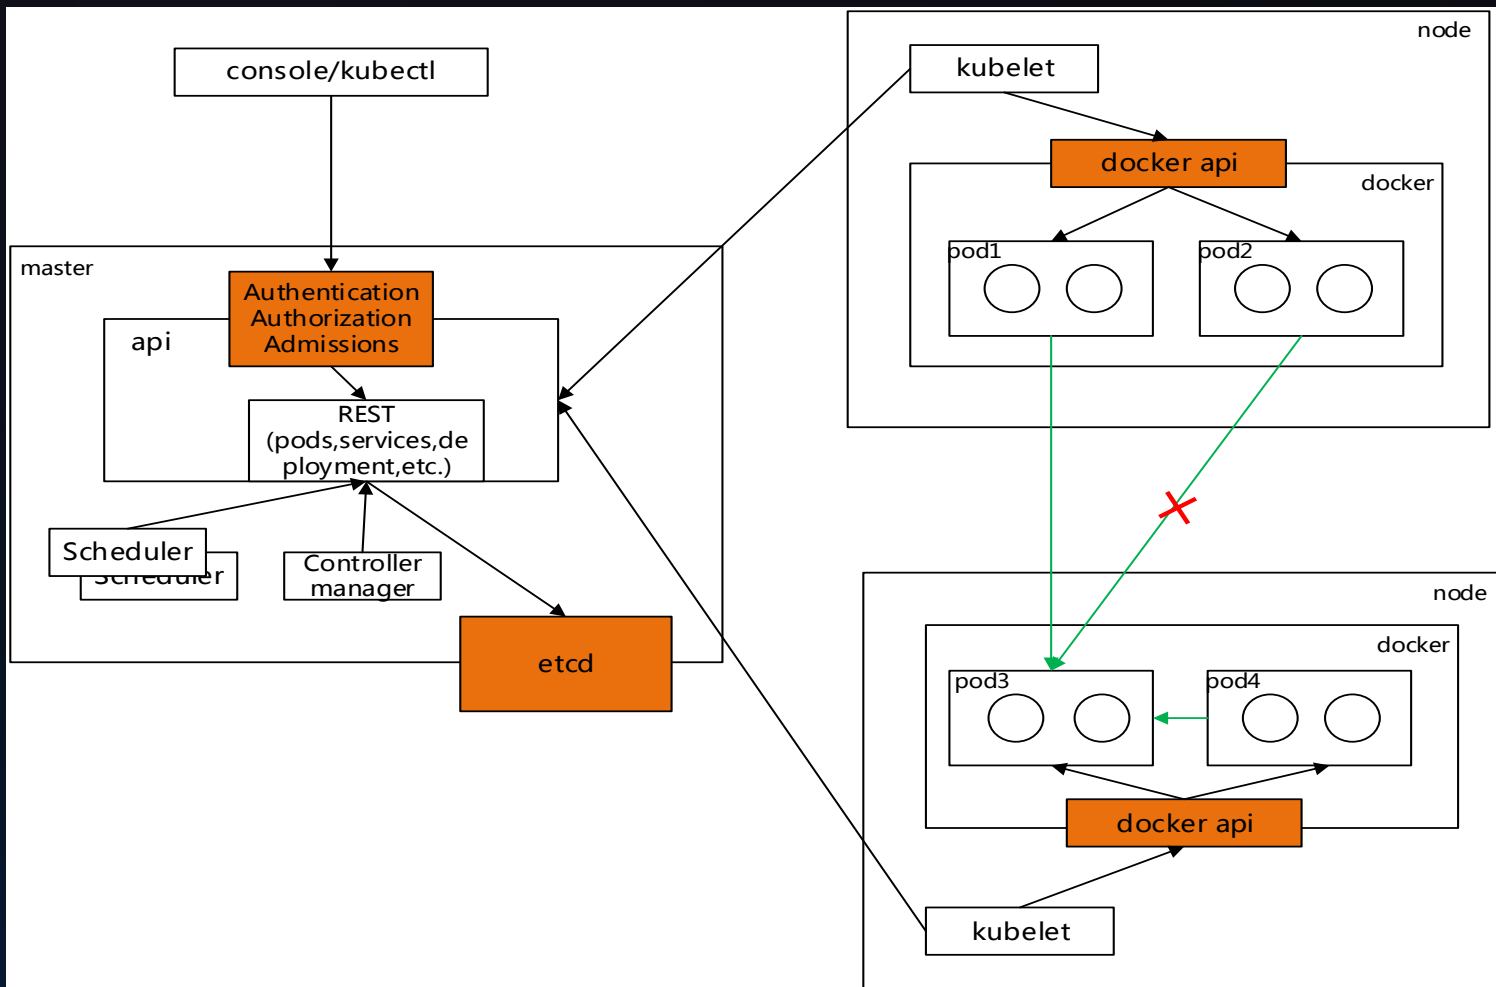 console/kubectl
master
Authentication
Authorization
Admissions
api
REST
(pods,services,de
ployment,etc.)
Scheduler
Scheduler
Controller
manager
etcd
node
kubelet
docker api
docker
pod1
pod2
node
docker
pod3
pod4
docker api
kubelet